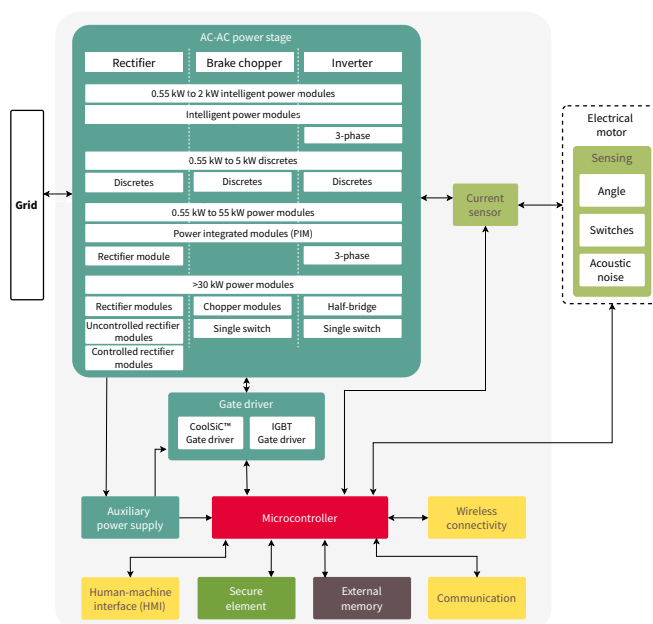 AC-AC power stage
Rectifier
Brake chopper
Inverter
0.55 kW to 2 kW intelligent power modules
Intelligent power modules
3-phase
0.55 kW to 5 kW discretes
Discretes
Discretes
Discretes
0.55 kW to 55 kW power modules
Power integrated modules (PIM)
Rectifier module
3-phase
>30 kW power modules
Rectifier modules
Chopper modules
Half-bridge
Uncontrolled rectifier
modules
Single switch
Single switch
Controlled rectifier
modules
Grid
Current
sensor
Electrical
motor
Sensing
Angle
Switches
Acoustic
noise
Gate driver
CoolSiC™
Gate driver
IGBT
Gate driver
Auxiliary
power supply
Microcontroller
Wireless
connectivity
Human-machine
interface (HMI)
Secure
element
External
memory
Communication